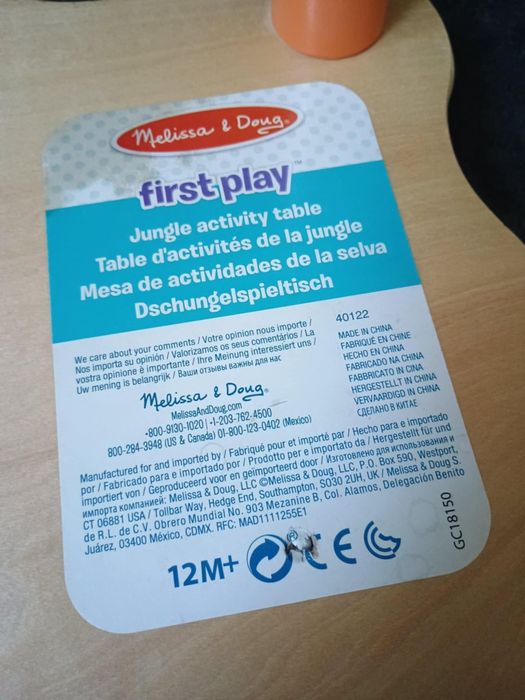 Melissa & Doug®
first play™
Jungle activity table
Table d'activités de la jungle
Mesa de actividades de la selva
Dschungelspieltisch
We care about your comments / Votre opinion nous importe /
Nos importa su opinión / Valorizamos os seus comentários / La
vostra opinione è importante / Ihre Meinung interessiert uns /
Uw mening is belangrijk / Ваши отзывы важны для нас
Melissa & Doug®
MelissaAndDoug.com
+800-9130-1020 | +1-203-762-4500
800-284-3948 (US & Canada) 01-800-123-0402 (Mexico)
40122
MADE IN CHINA
FABRIQUÉ EN CHINE
HECHO EN CHINA
FABRICADO NA CHINA
FABBRICATO IN CINA
HERGESTELLT IN CHINA
VERVAARDIGD IN CHINA
СДЕЛАНО В КИТАЕ
Manufactured for and imported by / Fabriqué pour et importé par / Hecho para e importado
por / Fabricado para e importado por / Prodotto per e importato da / Hergestellt für und
importiert von / Geproduceerd voor en geïmporteerd door / Изготовлено для использования и
импорта компанией: Melissa & Doug, LLC ©Melissa & Doug, LLC, P.O. Box 590, Westport,
CT 06881 USA / Tollbar Way, Hedge End, Southampton, SO30 2UH, UK / Melissa & Doug S.
de R.L. de C.V. Obrero Mundial No. 903 Mezanine B, Col. Alamos, Delegación Benito
Juárez, 03400 México, CDMX. RFC: MAD1111255E1
12M+
CE
GC18150